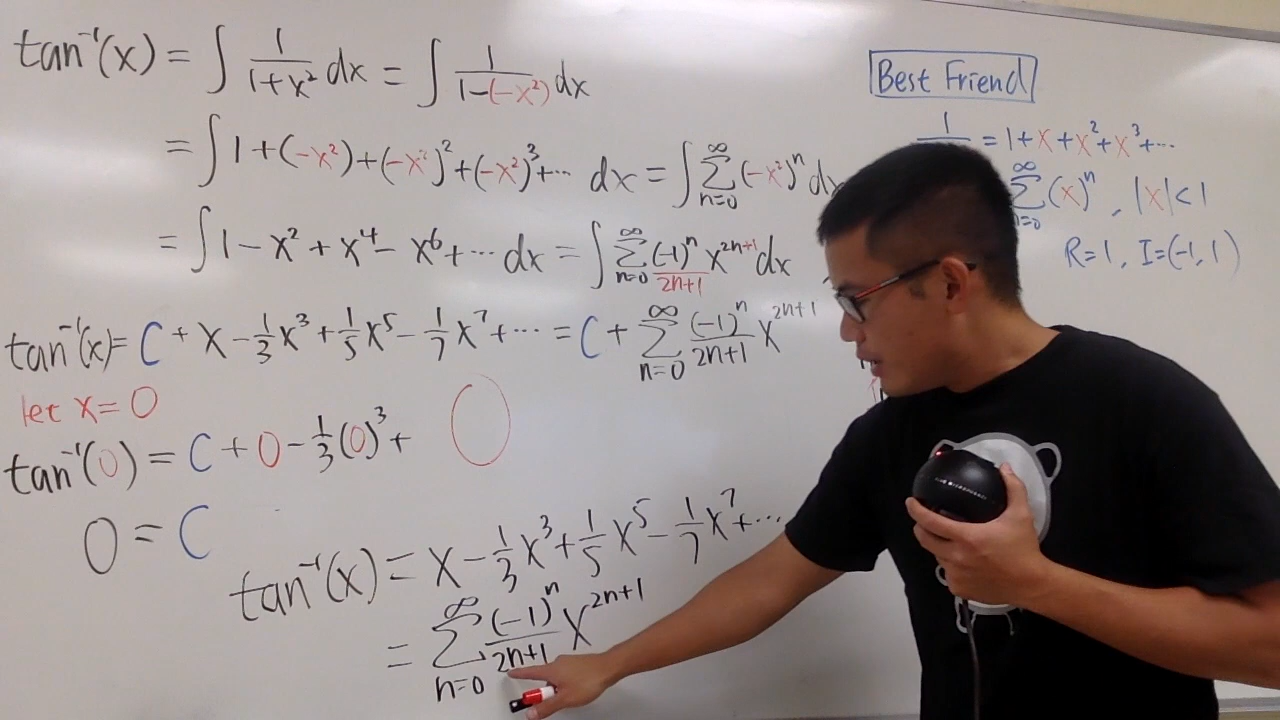 tan⁻¹(x) = ∫ 1/(1+x²) dx = ∫ 1/(1-(-x²)) dx
= ∫ 1+(-x²)+(-x²)²+(-x²)³+... dx = ∫ ∑_{n=0}^{∞} (-x²)ⁿ dx
= ∫ 1 - x² + x⁴ - x⁶ + ... dx = ∫ ∑_{n=0}^{∞} (-1)ⁿ/(2n+1) x^{2n+1} dx
tan⁻¹(x) = C + x - 1/3 x³ + 1/5 x⁵ - 1/7 x⁷ + ... = C + ∑_{n=0}^{∞} (-1)ⁿ/(2n+1) x^{2n+1}
let x = 0
tan⁻¹(0) = C + 0 - 1/3 (0)³ + 0
0 = C
tan⁻¹(x) = x - 1/3 x³ + 1/5 x⁵ - 1/7 x⁷ + ...
= ∑_{n=0}^{∞} (-1)ⁿ/(2n+1) x^{2n+1}
Best Friend
1 = 1+x+x²+x³+...
∑_{n=0}^{∞} (x)ⁿ , |x|<1
R=1, I=(-1,1)